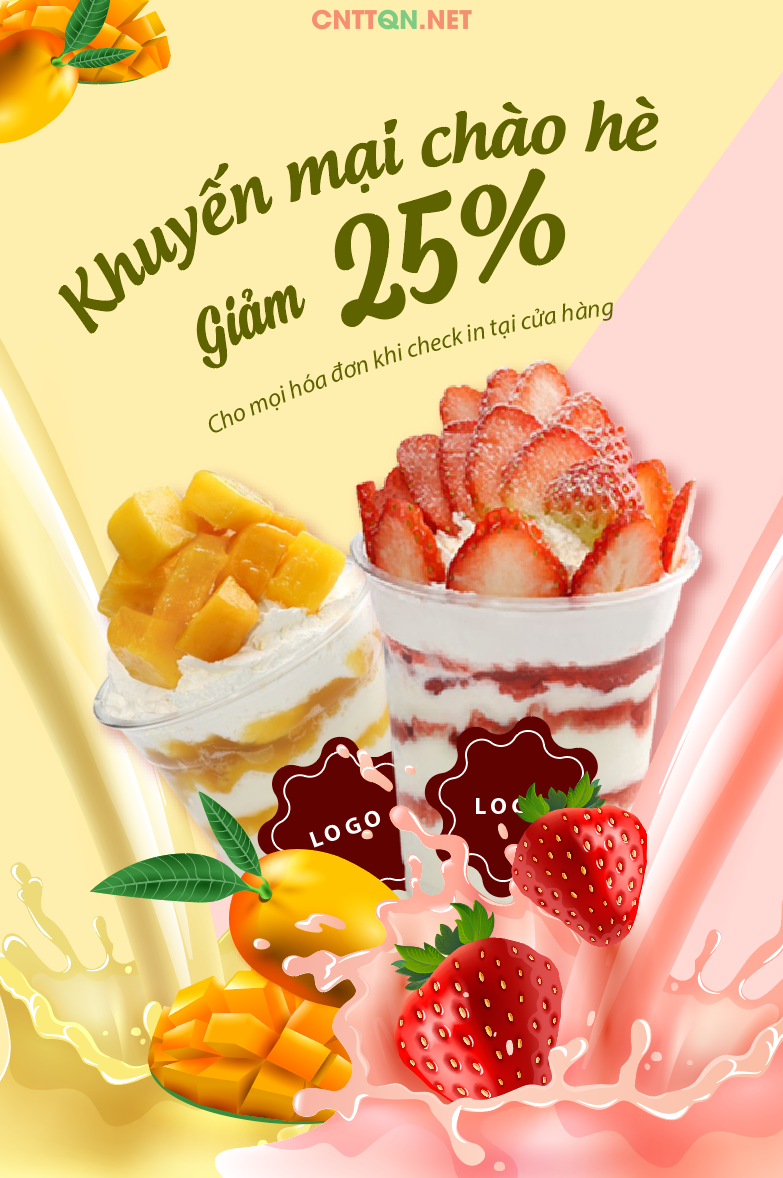 CNTTQN.NET
Khuyến mại chào hè
Giảm 25%
Cho mọi hóa đơn khi check in tại cửa hàng
LOGO